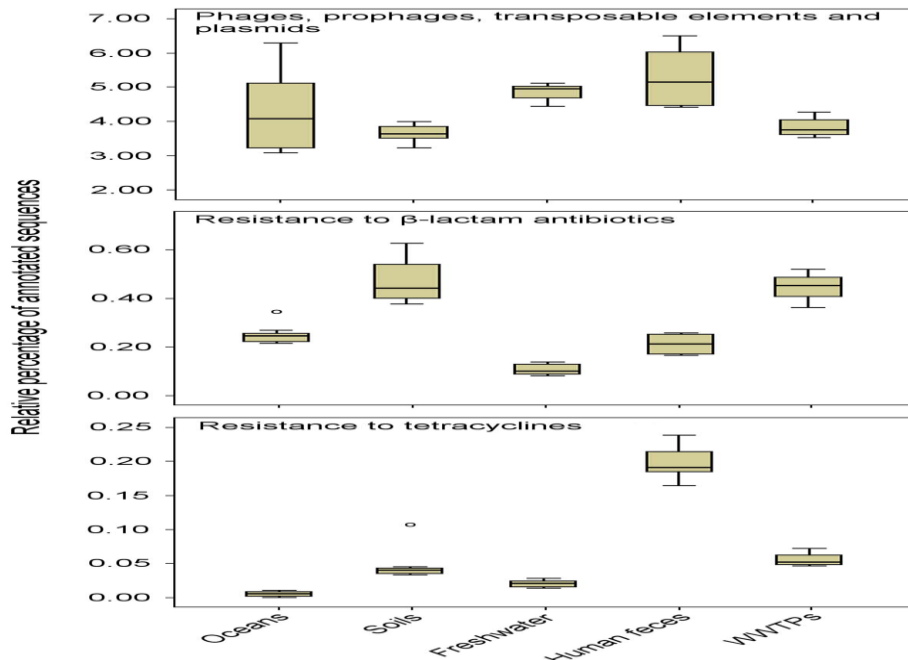 Relative percentage of annotated sequences
Phages, prophages, transposable elements and
plasmids
7.00
6.00
5.00
4.00
3.00
2.00
Resistance to β-lactam antibiotics
0.60
0.40
0.20
0.00
Resistance to tetracyclines
0.25
0.20
0.15
0.10
0.05
0.00
Oceans
Soils
Freshwater
Human feces
WWTPs